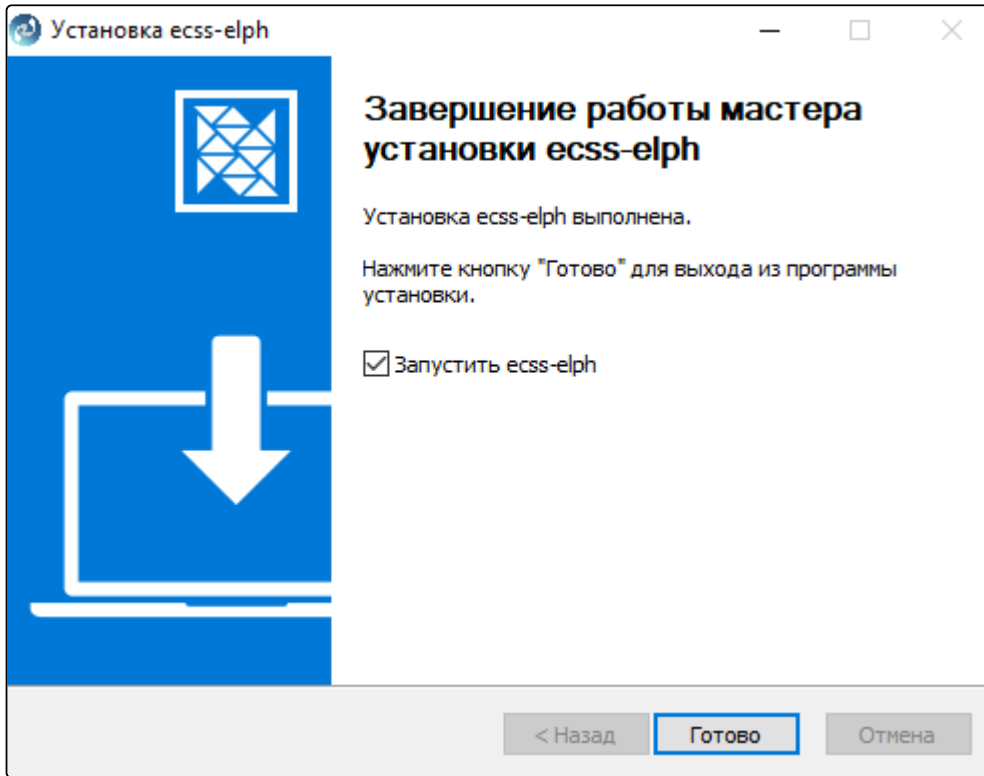 Установка ecss-elph
Завершение работы мастера
установки ecss-elph
Установка ecss-elph выполнена.
Нажмите кнопку "Готово" для выхода из программы
установки.
Запустить ecss-elph
< Назад
Готово
Отмена